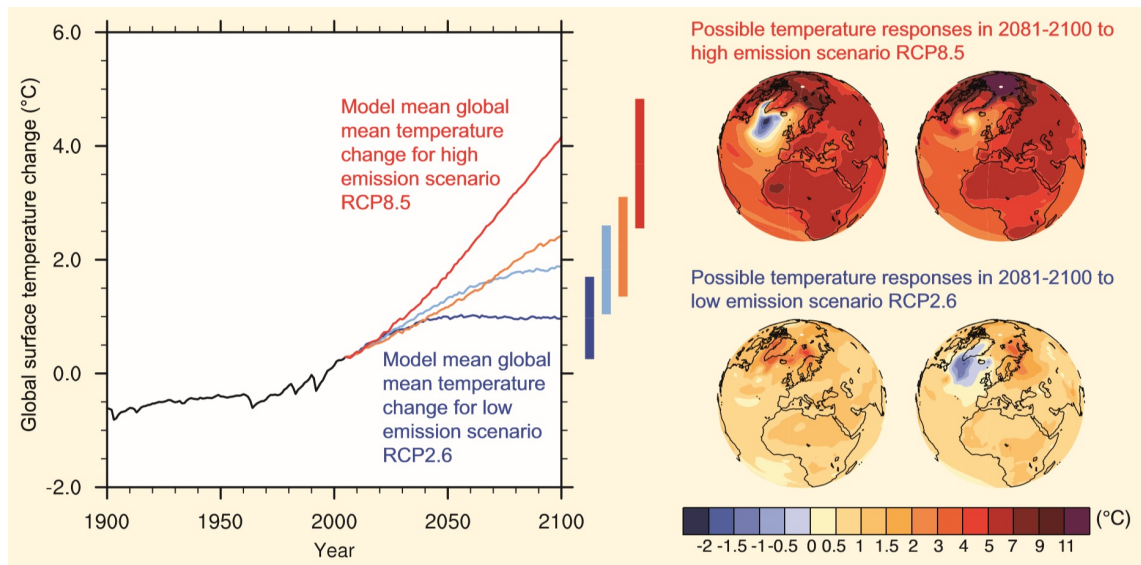 Global surface temperature change (°C)
6.0
4.0
2.0
0.0
-2.0
1900
1950
2000
2050
2100
Year
Model mean global
mean temperature
change for high
emission scenario
RCP8.5
Model mean global
mean temperature
change for low
emission scenario
RCP2.6
Possible temperature responses in 2081-2100 to
high emission scenario RCP8.5
Possible temperature responses in 2081-2100 to
low emission scenario RCP2.6
(°C)
-2 -1.5 -1 -0.5 0 0.5 1 1.5 2 3 4 5 7 9 11